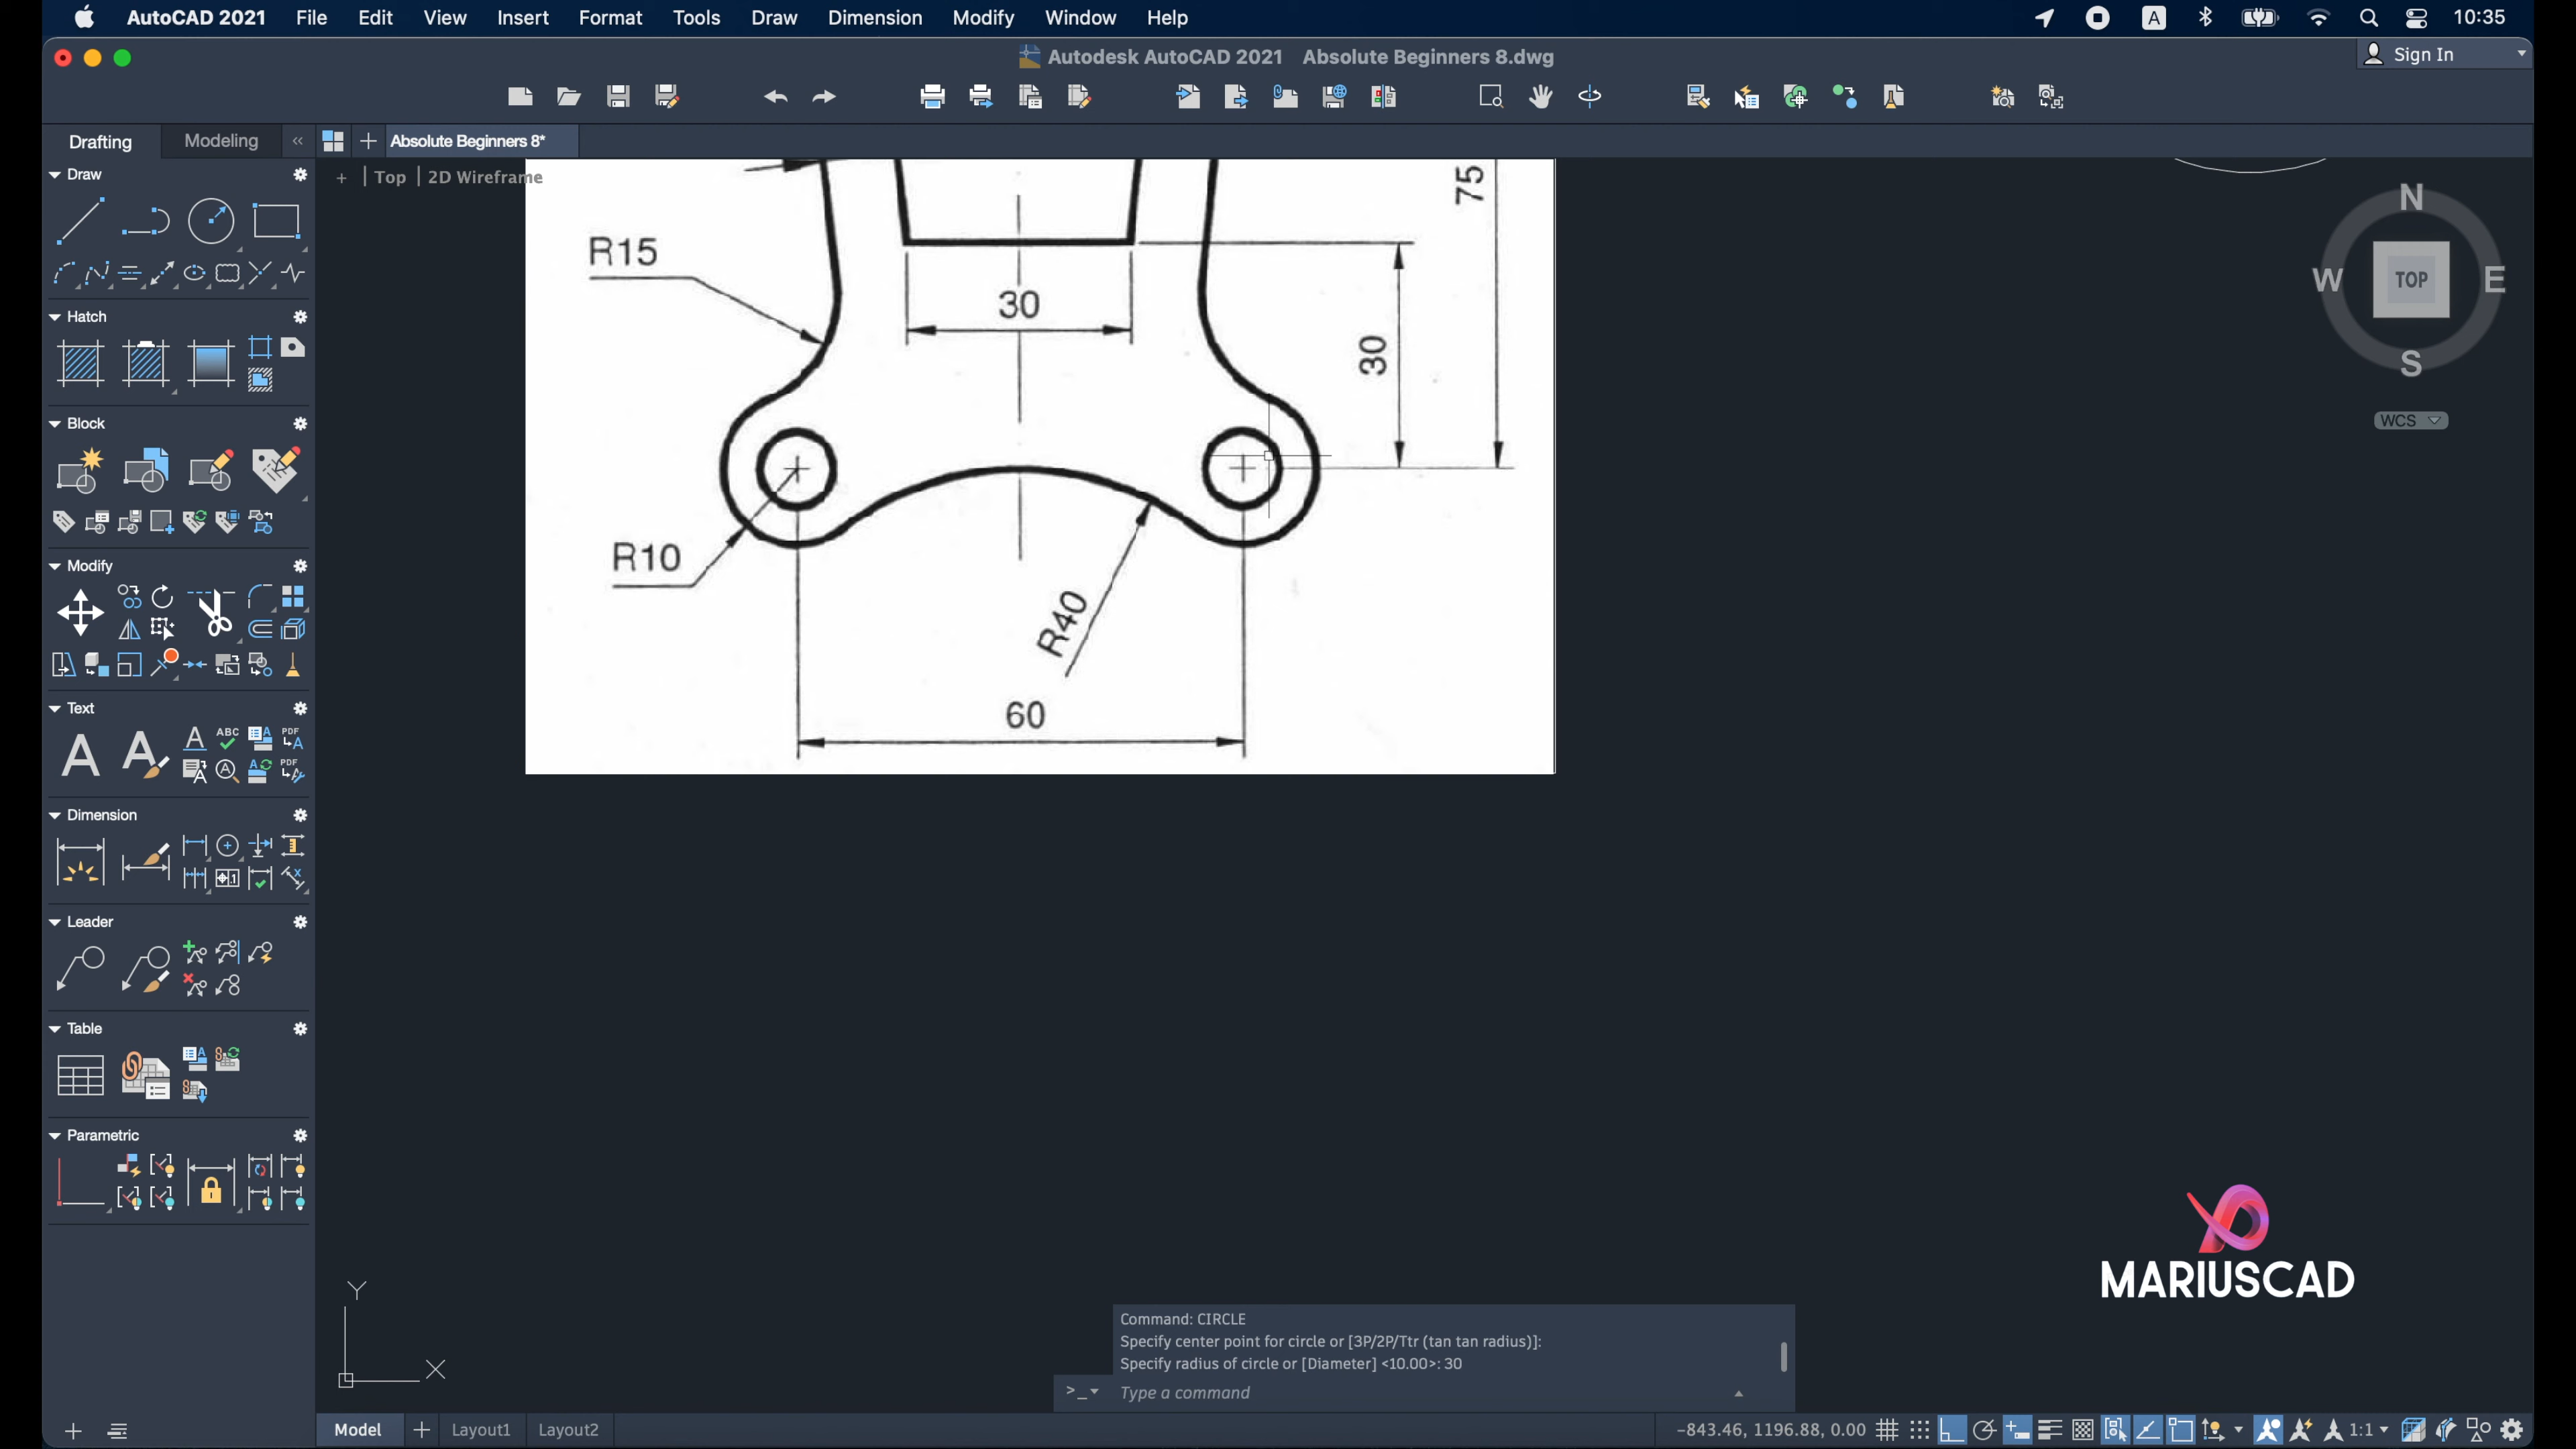 AutoCAD 2021 File Edit View Insert Format Tools Draw Dimension Modify Window Help A 10:35
Autodesk AutoCAD 2021 Absolute Beginners 8.dwg
Sign In
Drafting Modeling Absolute Beginners 8*
Draw
+ | Top | 2D Wireframe
Hatch
Block
Modify
Text
ABC
PDF
PDF
Dimension
Leader
Table
Parametric
75
R15
30
30
R10
R40
60
N
W TOP E
S
WCS
MARIUSCAD
Y
X
Command: CIRCLE
Specify center point for circle or [3P/2P/Ttr (tan tan radius)]:
Specify radius of circle or [Diameter] <10.00>: 30
>_ Type a command
Model Layout1 Layout2 -843.46, 1196.88, 0.00 1:1